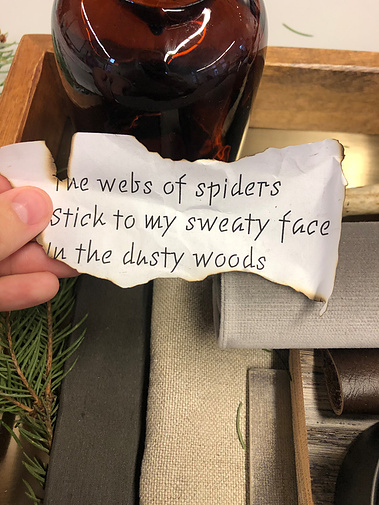 The webs of spiders
stick to my sweaty face
In the dusty woods